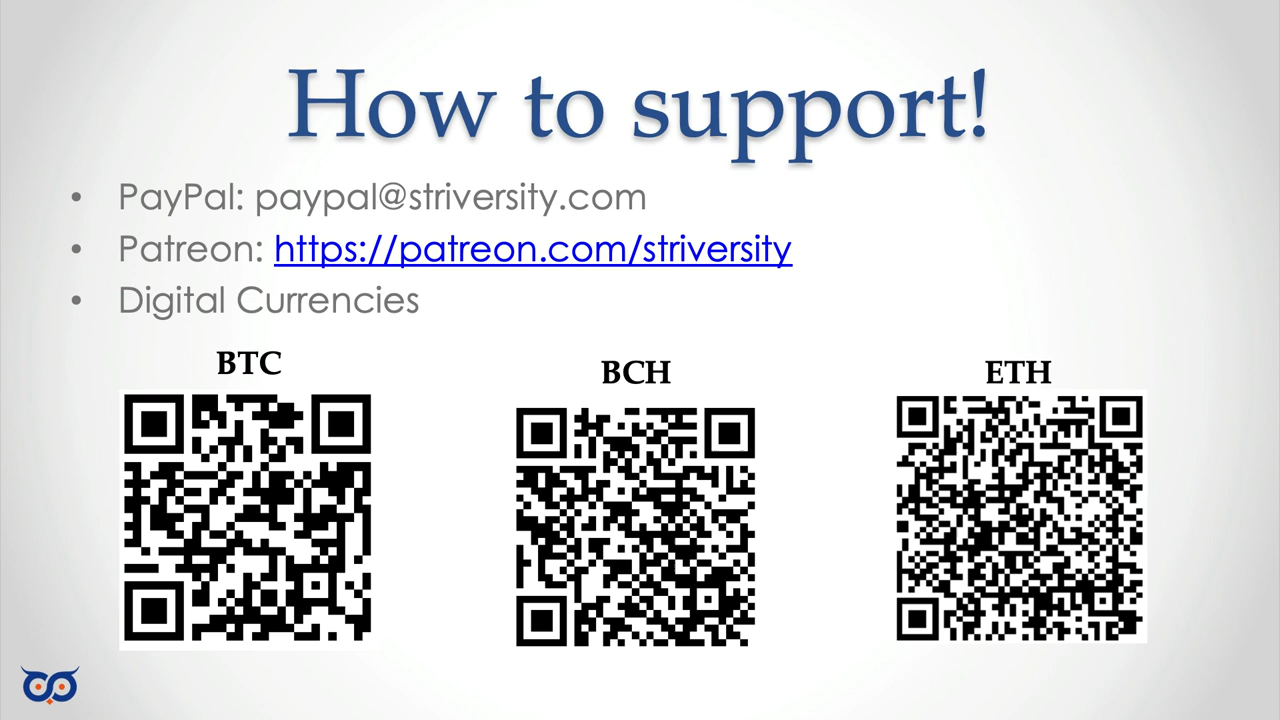 How to support!
• PayPal: paypal@striversity.com
• Patreon: https://patreon.com/striversity
• Digital Currencies
BTC
BCH
ETH